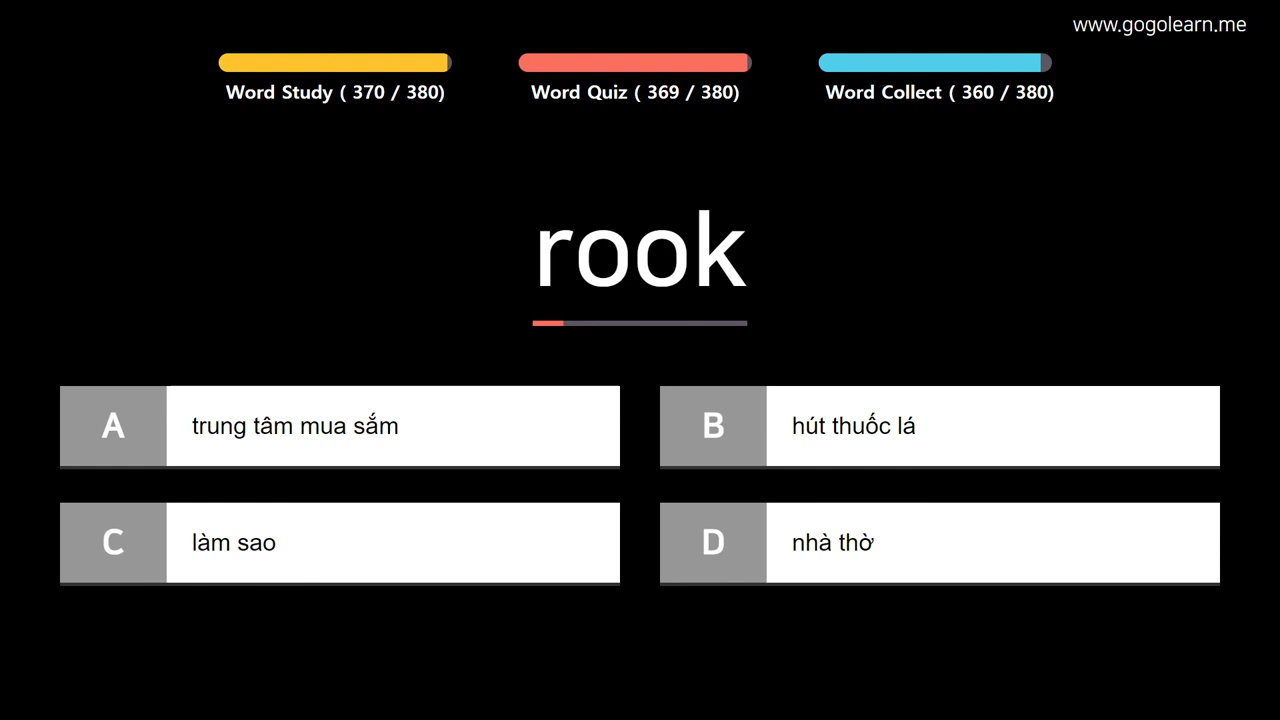 www.gogolearn.me
Word Study ( 370 / 380)
Word Quiz ( 369 / 380)
Word Collect ( 360 / 380)
rook
A trung tâm mua sắm
B hút thuốc lá
C làm sao
D nhà thờ